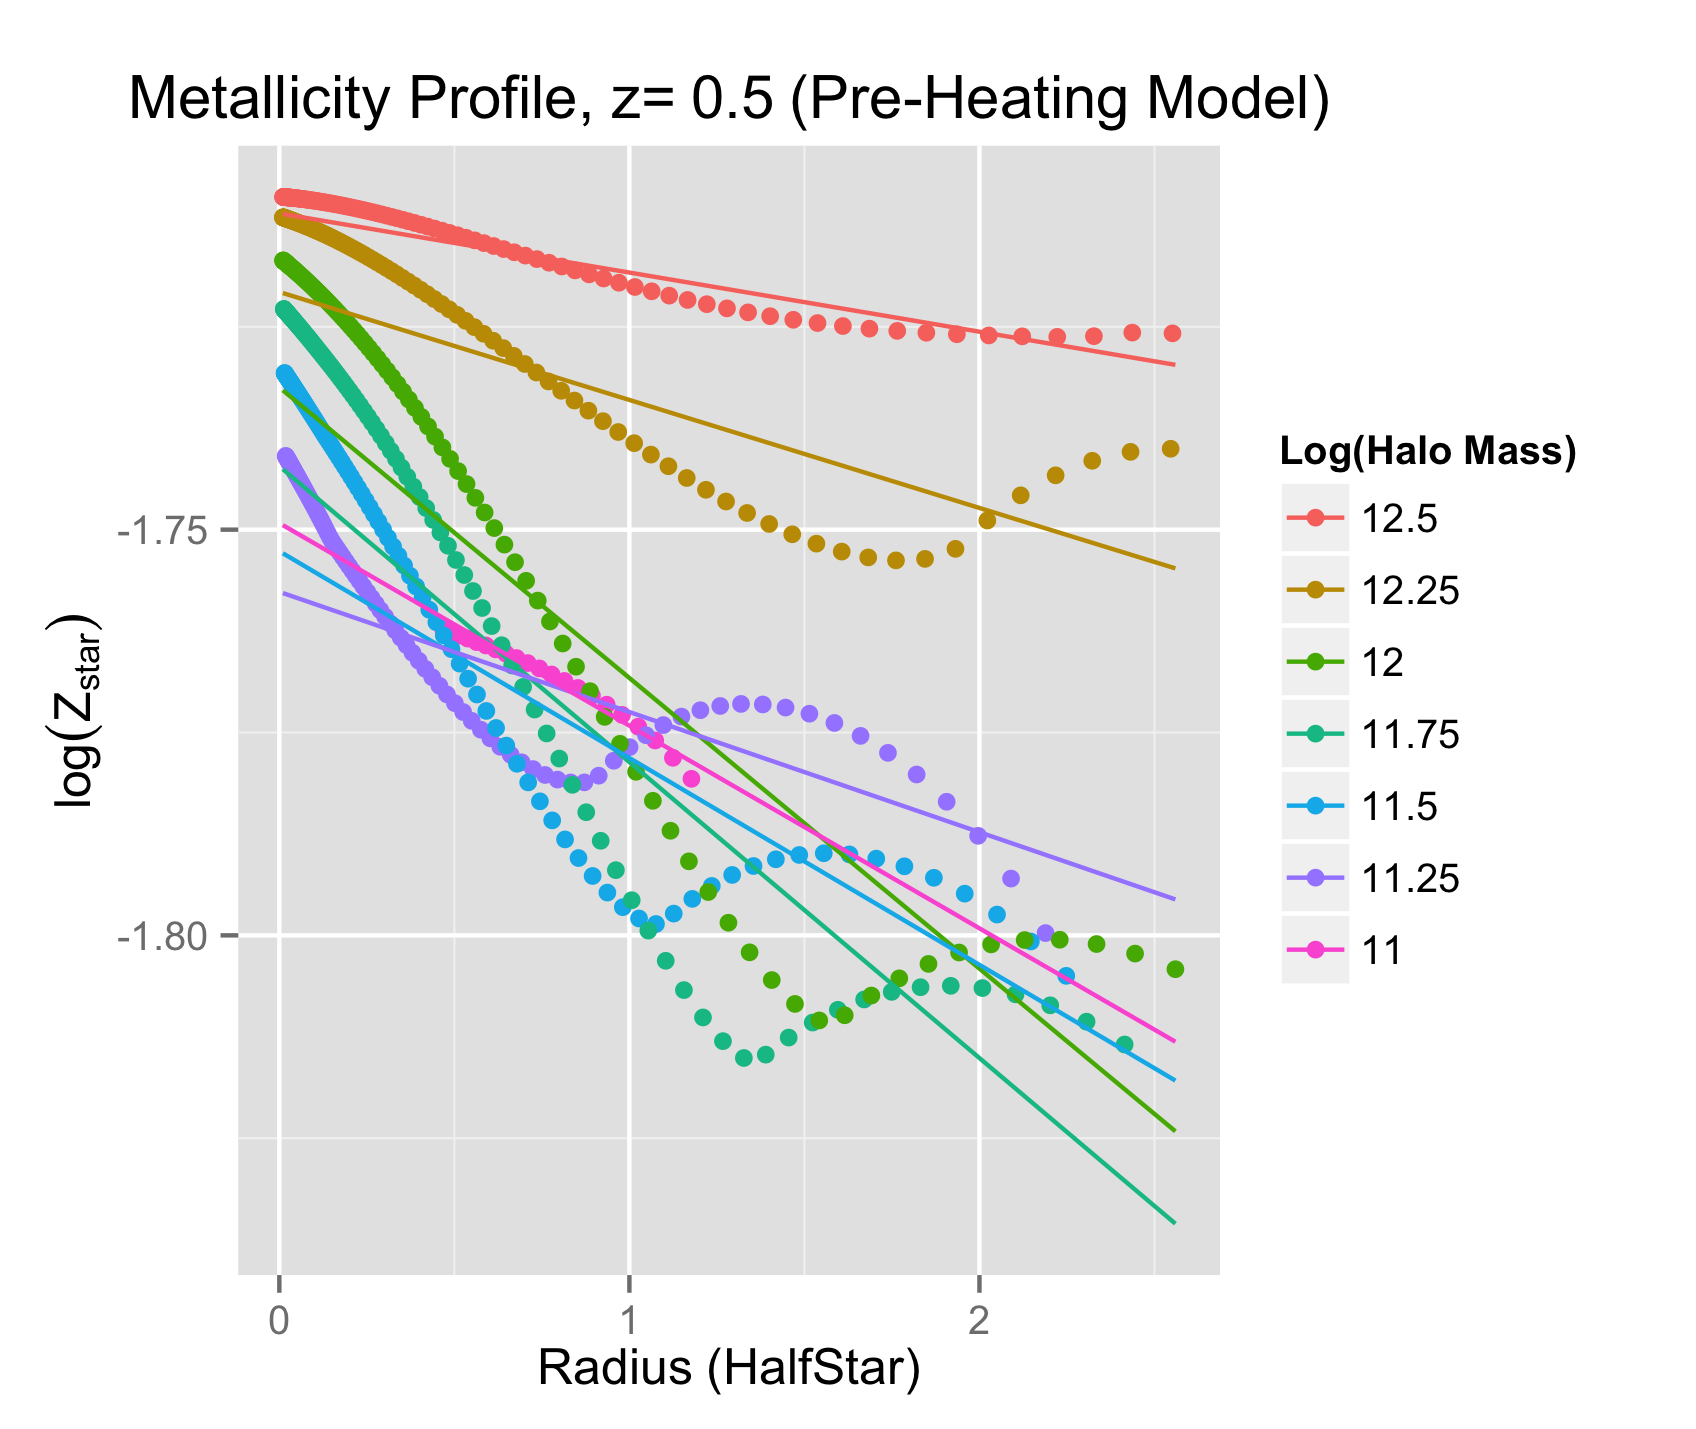 Metallicity Profile, z= 0.5 (Pre-Heating Model)
-1.75
-1.80
log(Zstar)
0 1 2
Radius (HalfStar)
Log(Halo Mass)
12.5
12.25
12
11.75
11.5
11.25
11